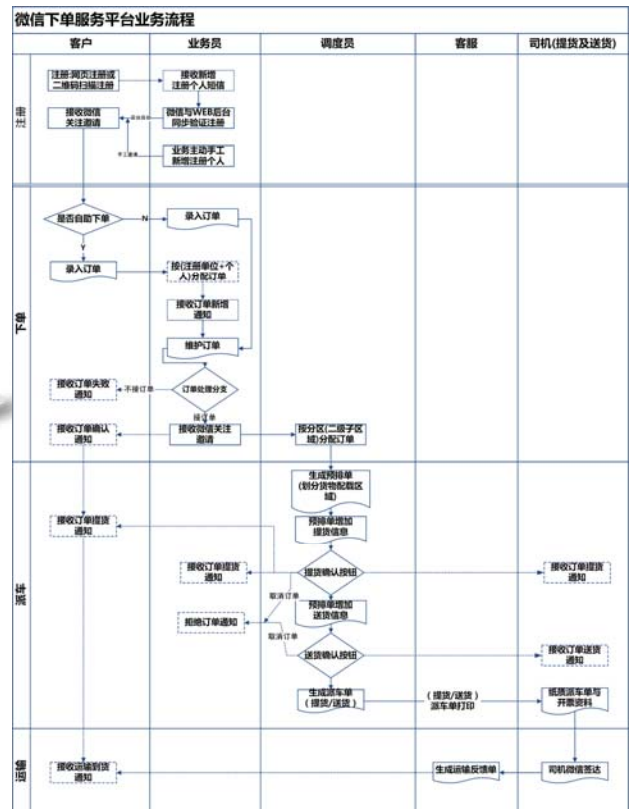 微信下单服务平台业务流程
客户
业务员
调度员
客服
司机(提货及送货)
注册
注册:网页注册或
二维码扫描注册
接收新增
注册个人短信
接收微信
关注邀请
微信与WEB后台
同步验证注册
业务主动手工
新增注册个人
下单
是否自助下单
N
录入订单
Y
录入订单
按(注册单位+个
人)分配订单
接收订单新增
通知
维护订单
接收订单失败
通知
不接订单
订单处理分支
接订单
接收订单确认
通知
接收微信关注
邀请
按分区(二级子区
域)分配订单
派车
生成预排单
(划分货物配载区
域)
接收订单提货
通知
预排单增加
提货信息
接收订单提货
通知
提货确认按钮
接收订单提货
通知
取消订单
拒绝订单通知
预排单增加
送货信息
取消订单
送货确认按钮
接收订单送货
通知
生成派车单
(提货/送货)
(提货/送货)
派车单打印
纸质派车单与
开票资料
运输
接收运输到货
通知
生成运输反馈单
司机微信签达